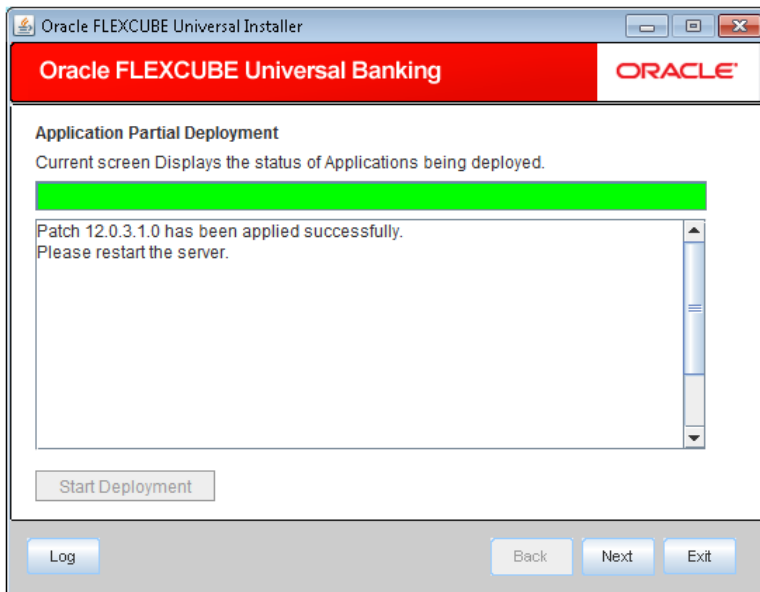 Oracle FLEXCUBE Universal Installer
Oracle FLEXCUBE Universal Banking
ORACLE®
Application Partial Deployment
Current screen Displays the status of Applications being deployed.
Patch 12.0.3.1.0 has been applied successfully.
Please restart the server.
Start Deployment
Log
Back
Next
Exit